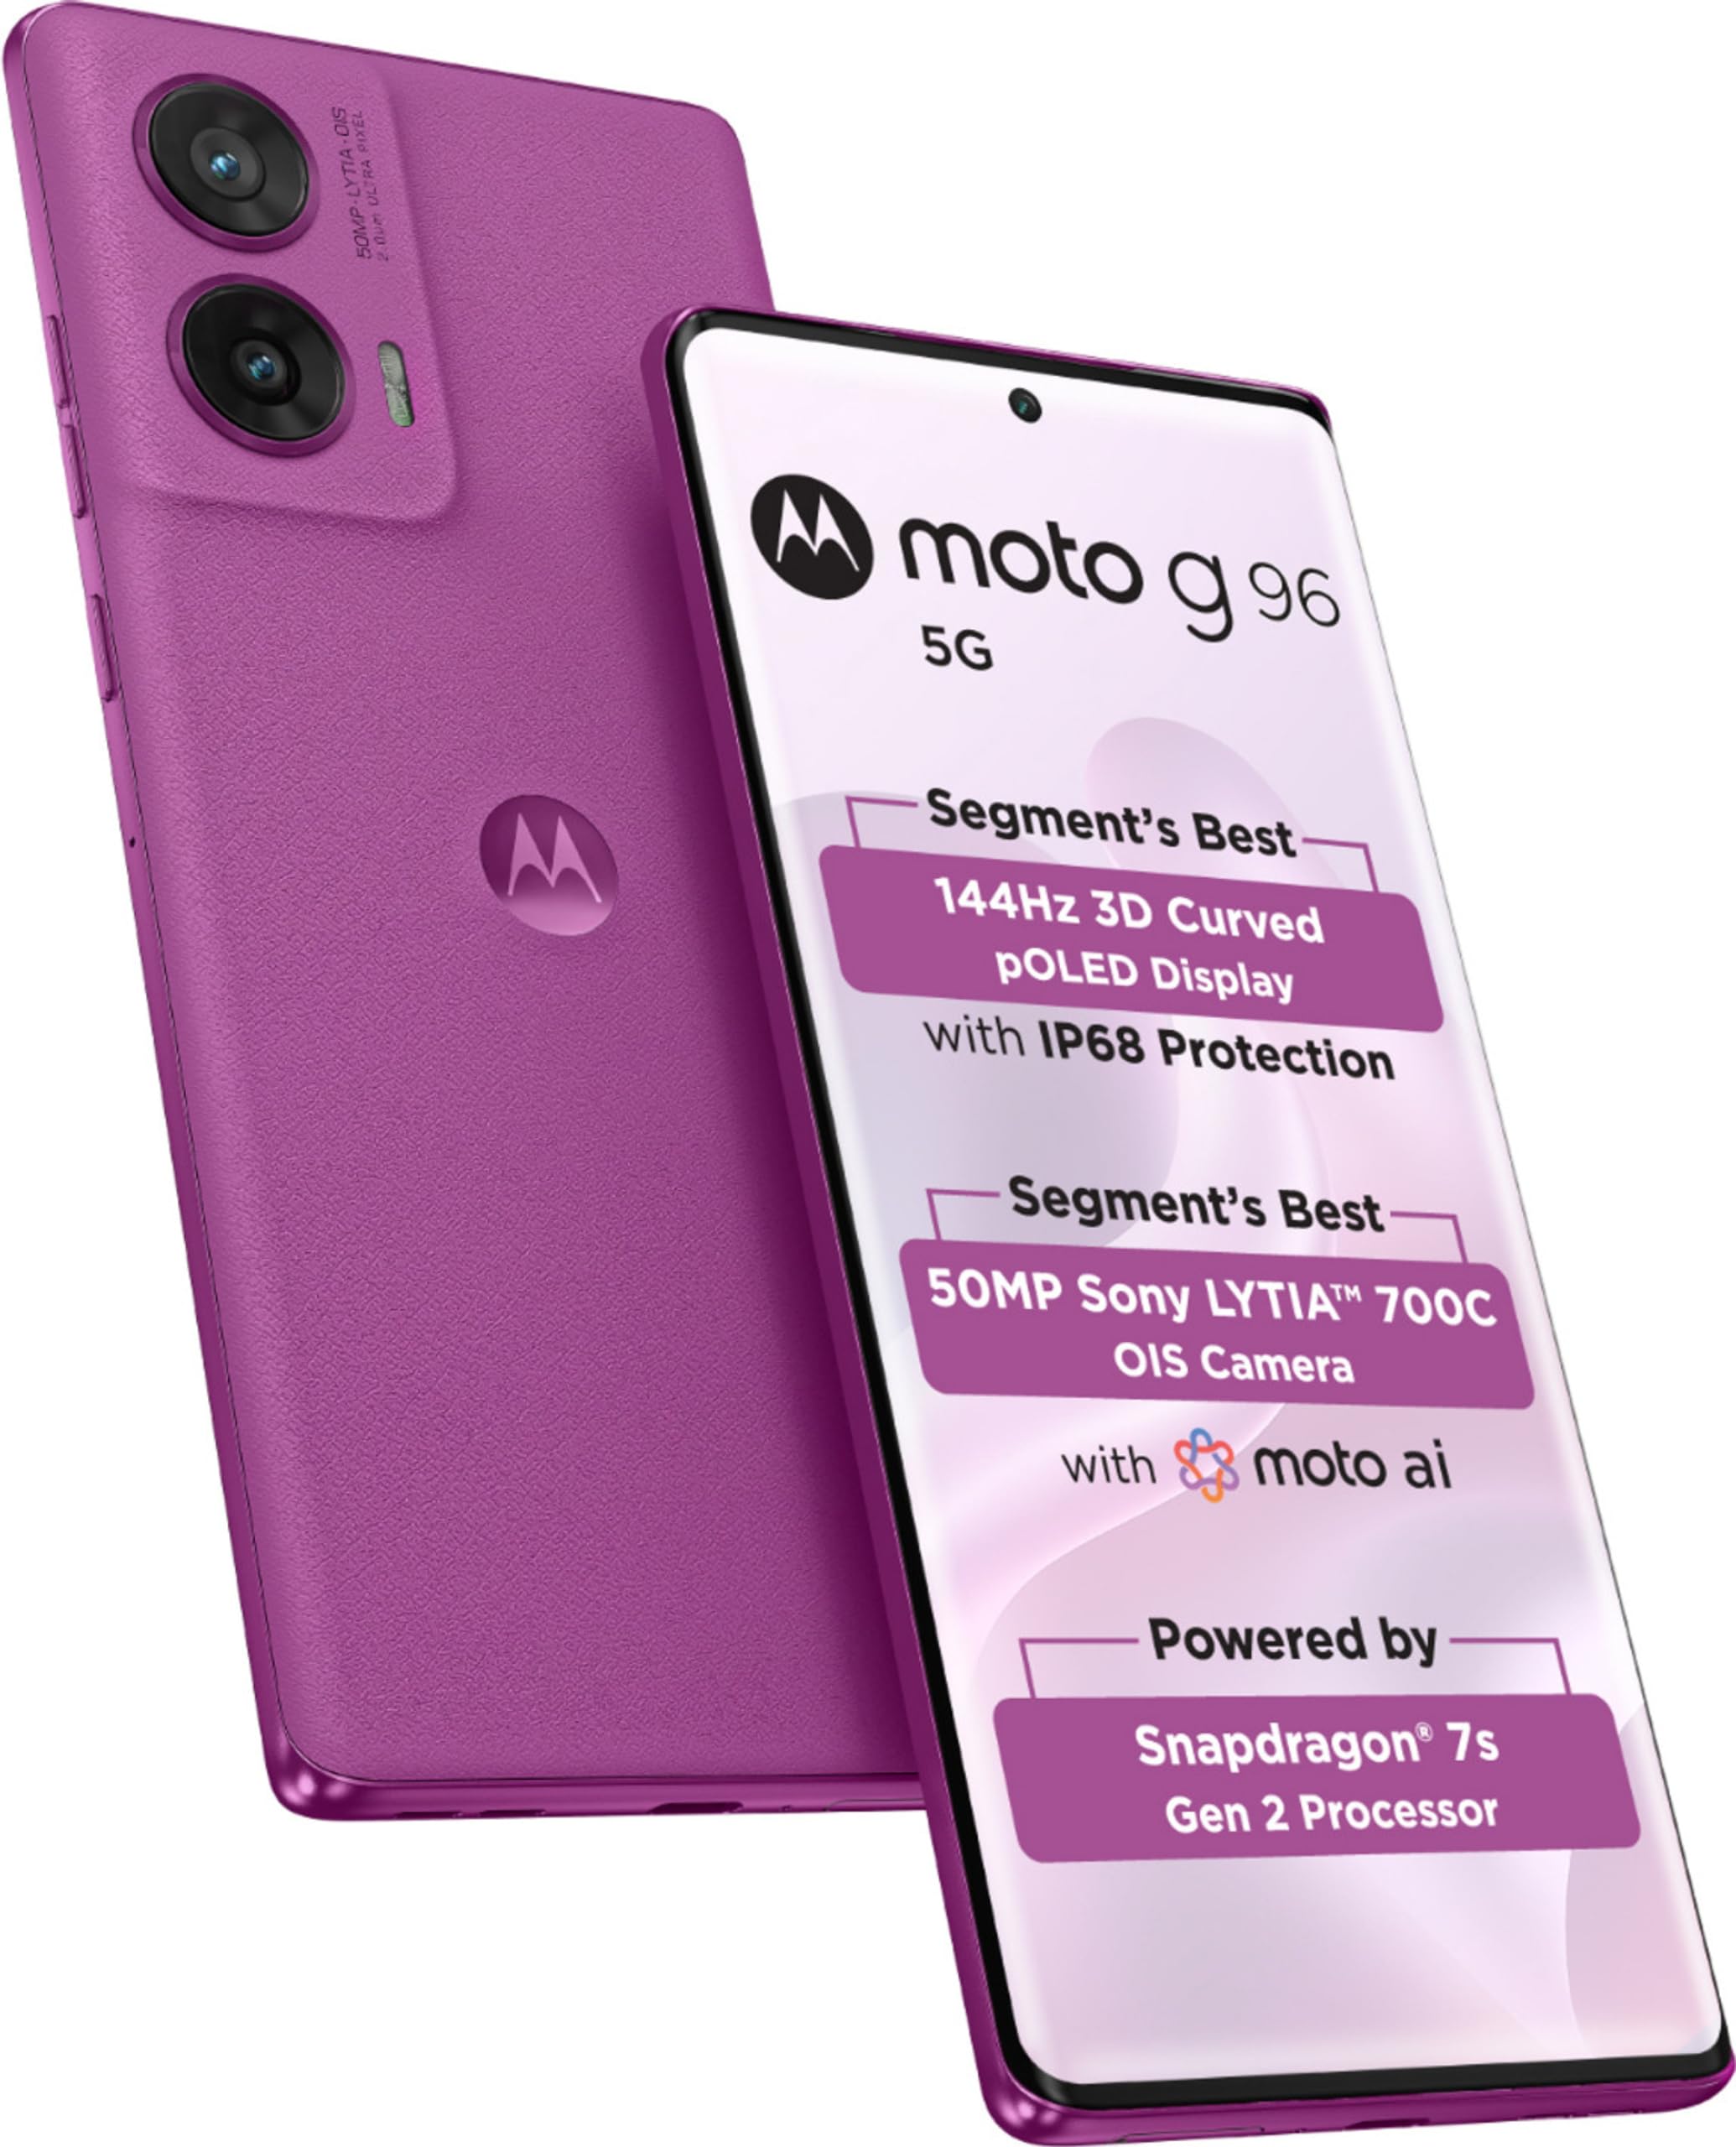 50MP·LYTIA·OIS
2.0µm ULTRA PIXEL
moto g 96
5G
Segment's Best
144Hz 3D Curved
pOLED Display
with IP68 Protection
Segment's Best
50MP Sony LYTIA™ 700C
OIS Camera
with moto ai
Powered by
Snapdragon® 7s
Gen 2 Processor